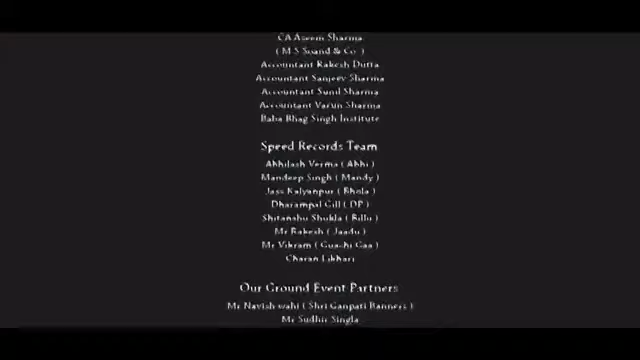 CA Azeem Sharma
( M S Soand & Co )
Accountant Rakesh Dutta
Accountant Sanjeev Sharma
Accountant Sunil Sharma
Accountant Varun Sharma
Baba Bhag Singh Institute
Speed Records Team
Abhilash Verma ( Abhi )
Mandeep Singh ( Mandy )
Jass Kalyanpur ( Bhola )
Dharampal Gill ( DP )
Shitanshu Shukla ( Billu )
Mr Rakesh ( Jaadu )
Mr Vikram ( Guachi Gaa )
Charan Likhari
Our Ground Event Partners
Mr Navish wahi ( Shri Ganpati Banners )
Mr Sudhir Singla